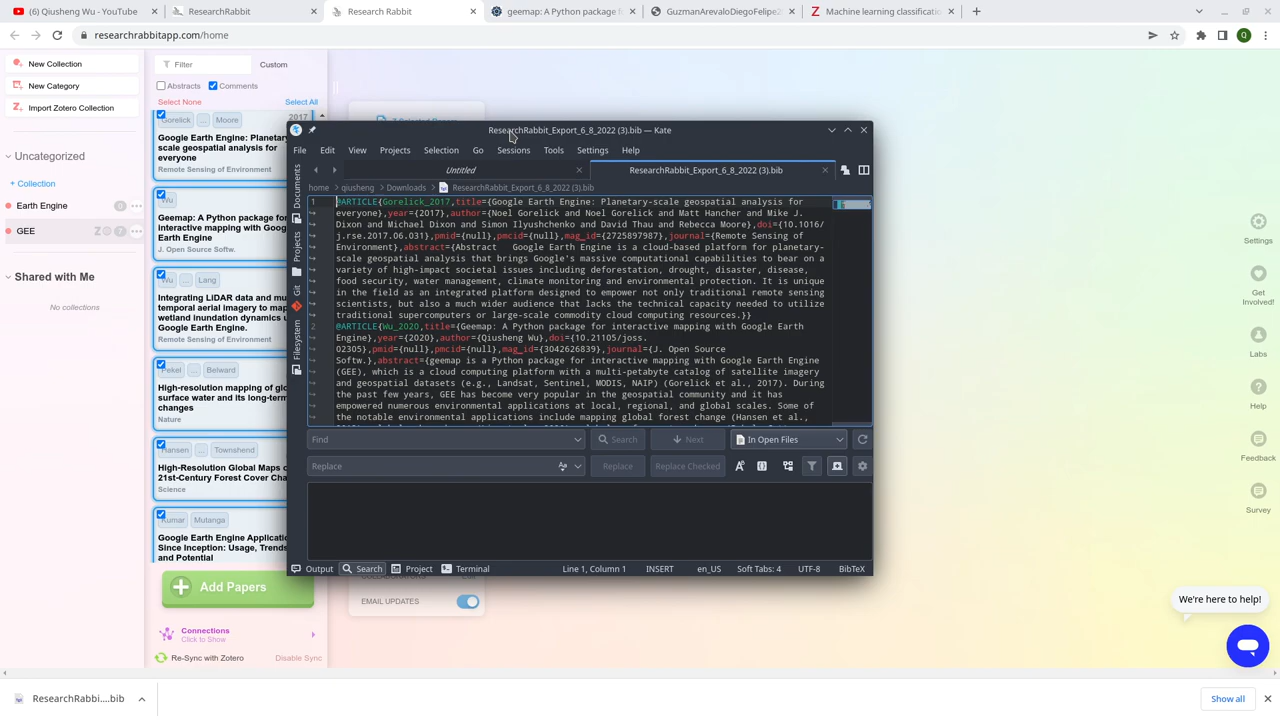 (6) Qiusheng Wu - YouTube
ResearchRabbit
Research Rabbit
geemap: A Python package f
GuzmanArevaloDiegoFelipe2
Machine learning classificati
researchrabbitapp.com/home
Q
New Collection
New Category
Import Zotero Collection
Uncategorized
+ Collection
Earth Engine 0
GEE 7
Shared with Me
Filter
Custom
Abstracts Comments
Select None Select All
Gorelick ... Moore 2017
Google Earth Engine: Planetary-
scale geospatial analysis for
everyone
Remote Sensing of Environment
Wu
Geemap: A Python package for
interactive mapping with Google
Earth Engine
J. Open Source Softw.
Wu ... Lang
Integrating LiDAR data and mu
temporal aerial imagery to map
wetland inundation dynamics u
Google Earth Engine.
Remote Sensing of Environment
Pekel ... Belward
High-resolution mapping of gl
surface water and its long-term
changes
Nature
Hansen ... Townshend
High-Resolution Global Maps o
21st-Century Forest Cover Cha
Science
Kumar Mutanga
Google Earth Engine Applicatio
Since Inception: Usage, Trends
and Potential
Add Papers
Connections
Click to Show
Re-Sync with Zotero Disable Sync
ResearchRabbit_Export_6_8_2022 (3).bib — Kate
File Edit View Projects Selection Go Sessions Tools Settings Help
Untitled
ResearchRabbit_Export_6_8_2022 (3).bib
home qiusheng Downloads ResearchRabbit_Export_6_8_2022 (3).bib
Documents
Projects
Git
Filesystem
1 @ARTICLE{Gorelick_2017,title={Google Earth Engine: Planetary-scale geospatial analysis for
everyone},year={2017},author={Noel Gorelick and Noel Gorelick and Matt Hancher and Mike J.
Dixon and Michael Dixon and Simon Ilyushchenko and David Thau and Rebecca Moore},doi={10.1016/
j.rse.2017.06.031},pmid={null},pmcid={null},mag_id={2725897987},journal={Remote Sensing of
Environment},abstract={Abstract Google Earth Engine is a cloud-based platform for planetary-
scale geospatial analysis that brings Google's massive computational capabilities to bear on a
variety of high-impact societal issues including deforestation, drought, disaster, disease,
food security, water management, climate monitoring and environmental protection. It is unique
in the field as an integrated platform designed to empower not only traditional remote sensing
scientists, but also a much wider audience that lacks the technical capacity needed to utilize
traditional supercomputers or large-scale commodity cloud computing resources.}}
2 @ARTICLE{Wu_2020,title={Geemap: A Python package for interactive mapping with Google Earth
Engine},year={2020},author={Qiusheng Wu},doi={10.21105/joss.
02305},pmid={null},pmcid={null},mag_id={3042626839},journal={J. Open Source
Softw.},abstract={geemap is a Python package for interactive mapping with Google Earth Engine
(GEE), which is a cloud computing platform with a multi-petabyte catalog of satellite imagery
and geospatial datasets (e.g., Landsat, Sentinel, MODIS, NAIP) (Gorelick et al., 2017). During
the past few years, GEE has become very popular in the geospatial community and it has
empowered numerous environmental applications at local, regional, and global scales. Some of
the notable environmental applications include mapping global forest change (Hansen et al.,
Find Search Next In Open Files
Replace Replace Replace Checked
Output Search Project Terminal Line 1, Column 1 INSERT en_US Soft Tabs: 4 UTF-8 BibTeX
EMAIL UPDATES
Settings
Get
Involved!
Labs
Help
Feedback
Survey
We're here to help!
ResearchRabbi....bib
Show all